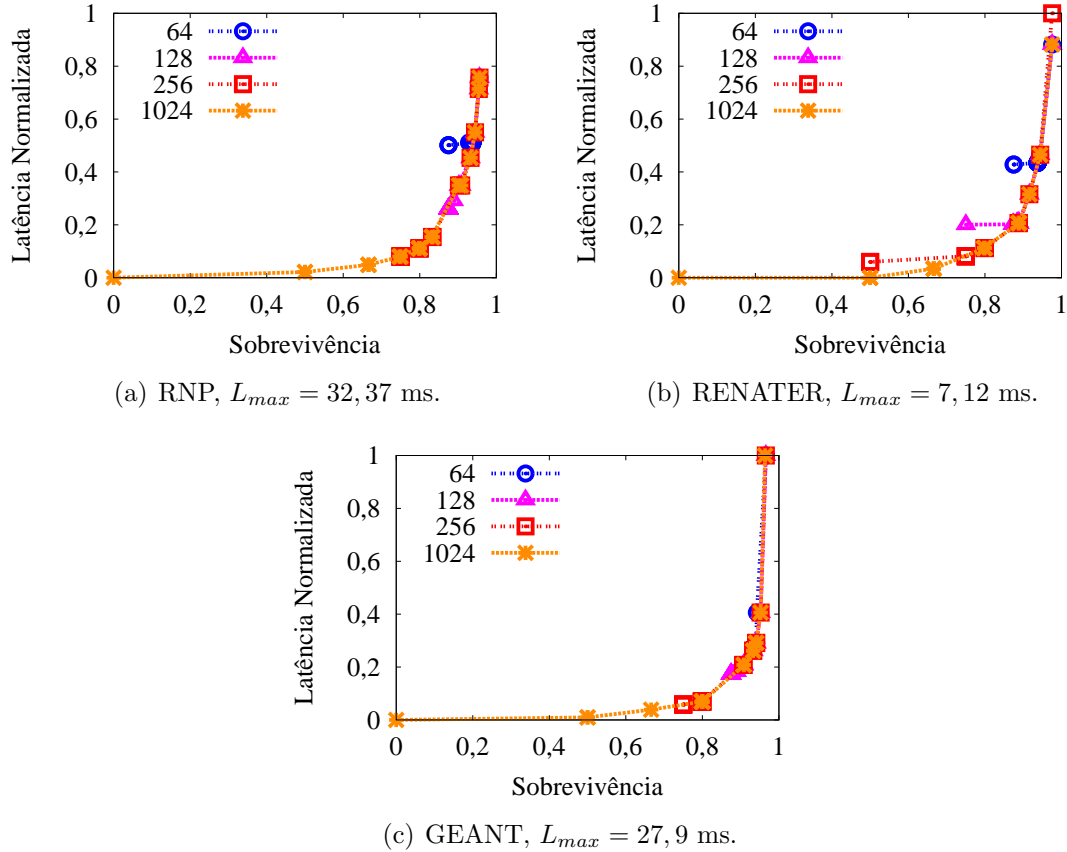 1
0,8
0,6
0,4
0,2
0
0 0,2 0,4 0,6 0,8 1
Latência Normalizada
Sobrevivência
64
128
256
1024
(a) RNP, L_max = 32, 37 ms.
1
0,8
0,6
0,4
0,2
0
0 0,2 0,4 0,6 0,8 1
Latência Normalizada
Sobrevivência
64
128
256
1024
(b) RENATER, L_max = 7, 12 ms.
1
0,8
0,6
0,4
0,2
0
0 0,2 0,4 0,6 0,8 1
Latência Normalizada
Sobrevivência
64
128
256
1024
(c) GEANT, L_max = 27, 9 ms.